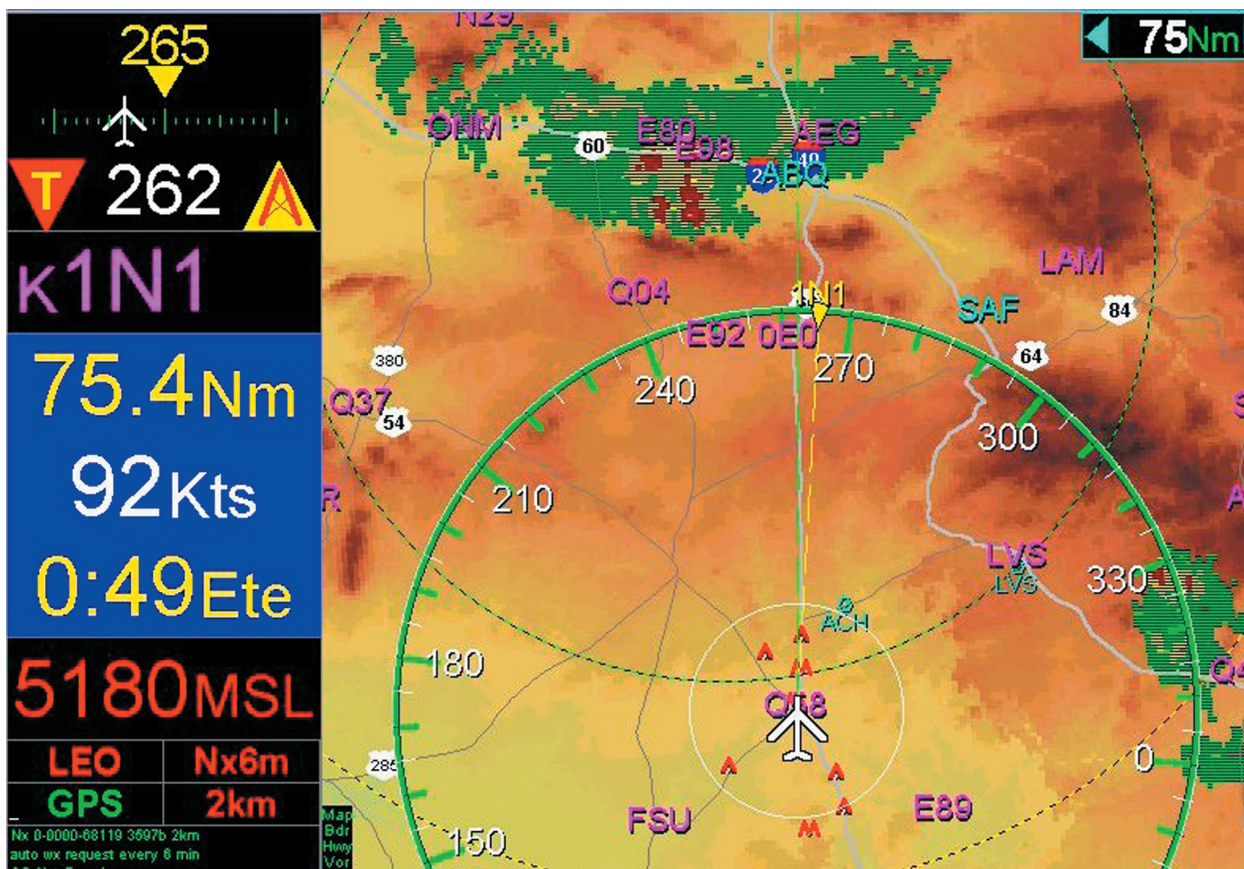 265
T 262
K1N1
75.4Nm
92Kts
0:49Ete
5180MSL
LEO Nx6m
GPS 2km
Nx 0-0000-68119 3597b 2km
auto wx request every 6 min
75Nm
N29
ONM
60
E80
E98
AEG
ABQ
Q04
LAM
1N1
SAF
84
E92 0E0
64
380
240
270
Q37
54
300
210
R
LVS
LVS
330
ACH
180
285
0
FSU
E89
150
Map
Bdr
Hwy
Vor